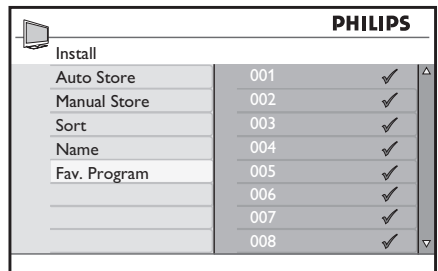 PHILIPS
Install
Auto Store 001 ✓
Manual Store 002 ✓
Sort 003 ✓
Name 004 ✓
Fav. Program 005 ✓
006 ✓
007 ✓
008 ✓